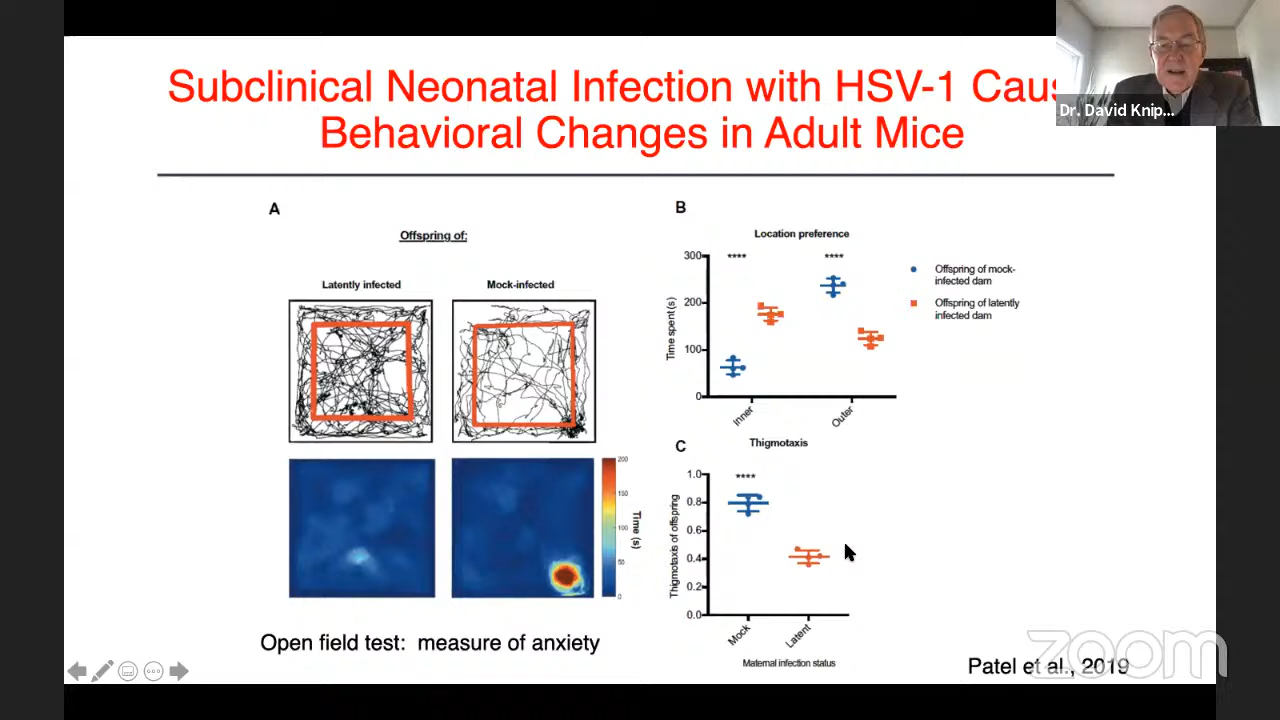 Subclinical Neonatal Infection with HSV-1 Caus
Behavioral Changes in Adult Mice
Dr. David Knip...
A
Offspring of:
Latently infected
Mock-infected
200
150
100
50
0
Time (s)
Open field test: measure of anxiety
B
Location preference
300
200
100
0
Time spent(s)
****
****
Inner
Outer
Offspring of mock-
infected dam
Offspring of latently
infected dam
C
Thigmotaxis
1.0
0.8
0.6
0.4
0.2
0.0
Thigmotaxis of offspring
****
Mock
Latent
Maternal infection status
Patel et al., 2019
zoom